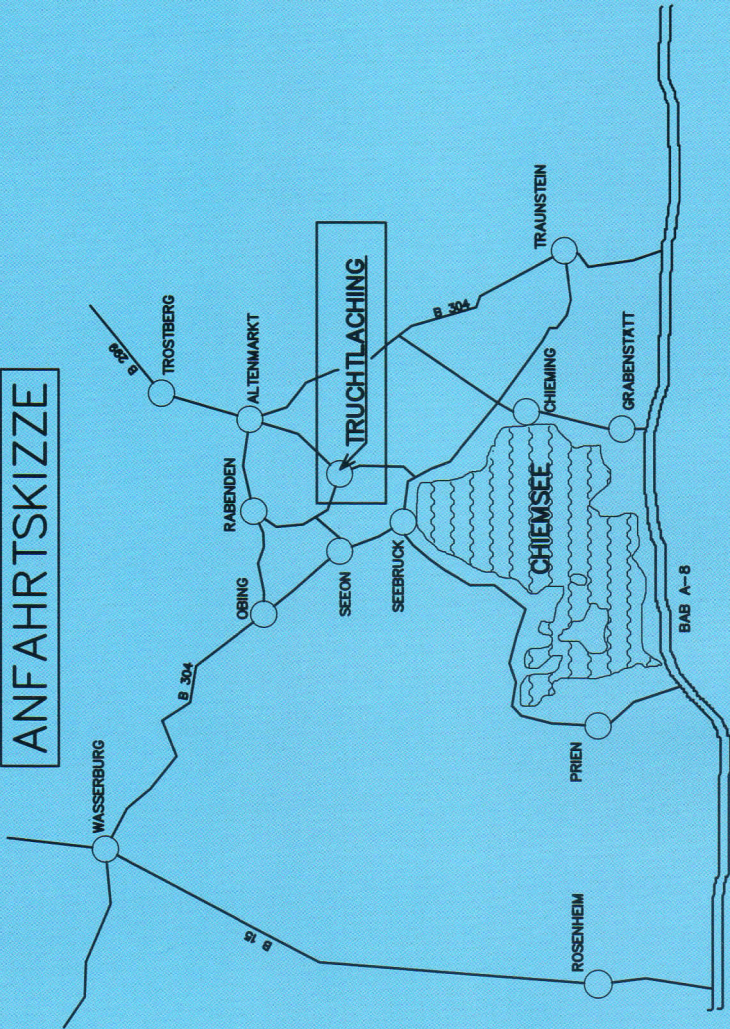 ANFAHRTSKIZZE
WASSERBURG
B 304
OBING
RABENDEN
ALTENMARKT
TROSTBERG
B 299
SEEON
TRUCHTLACHING
SEEBRUCK
B 304
TRAUNSTEIN
CHIEMING
GRABENSTÄTT
CHIEMSEE
PRIEN
BAB A-8
B 15
ROSENHEIM